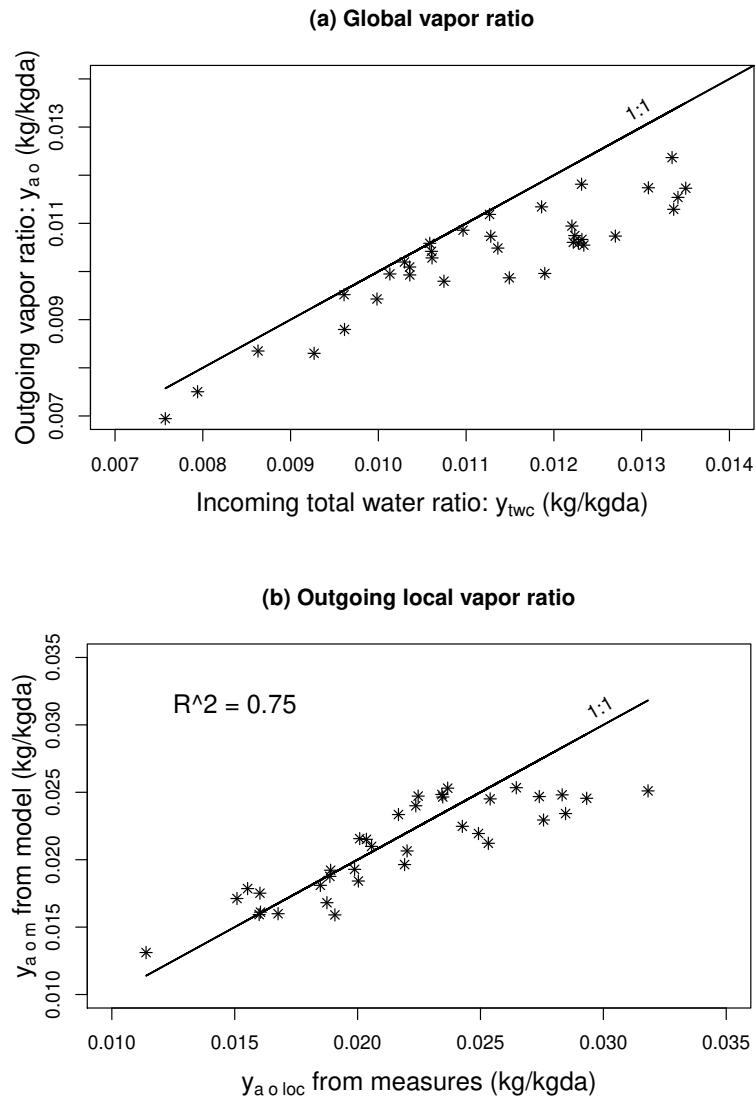 (a) Global vapor ratio
Outgoing vapor ratio: y a o (kg/kgda)
0.013
0.011
0.009
0.007
1:1
0.007 0.008 0.009 0.010 0.011 0.012 0.013 0.014
Incoming total water ratio: y twc (kg/kgda)
(b) Outgoing local vapor ratio
y a o m from model (kg/kgda)
0.035
0.030
0.025
0.020
0.015
0.010
R^2 = 0.75
1:1
0.010 0.015 0.020 0.025 0.030 0.035
y a o loc from measures (kg/kgda)